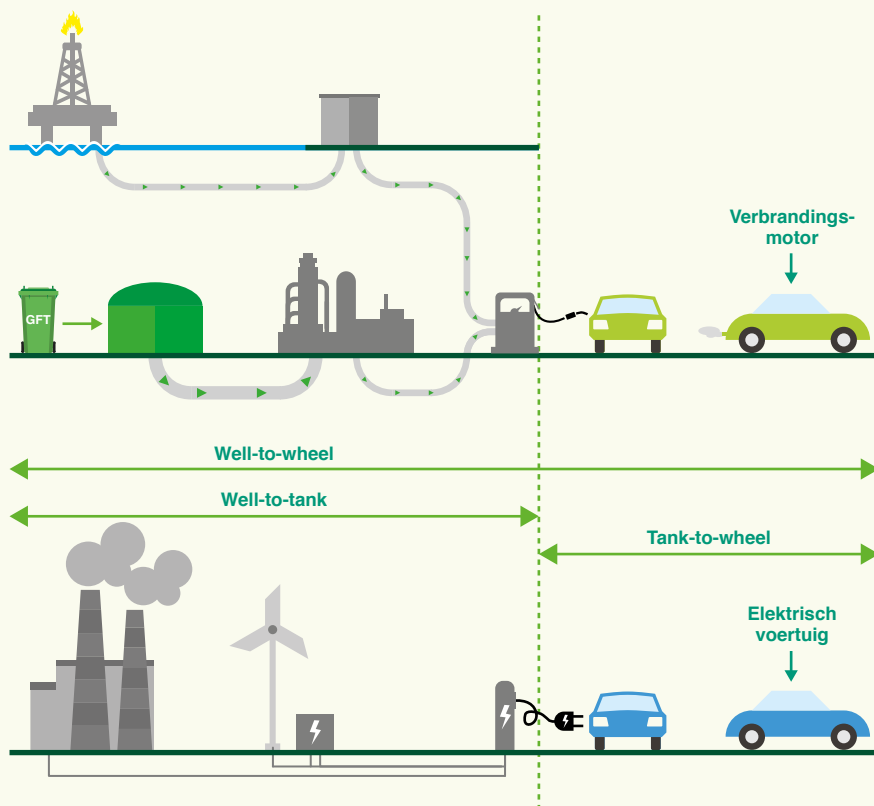 Verbrandings-
motor
GFT
Well-to-wheel
Well-to-tank
Tank-to-wheel
Elektrisch
voertuig